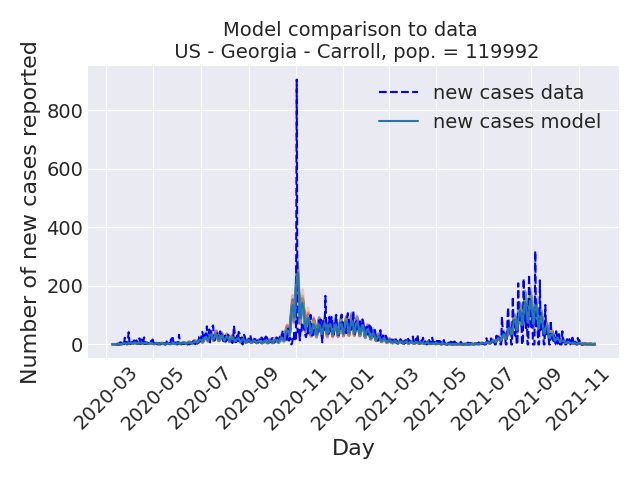 Model comparison to data
US - Georgia - Carroll, pop. = 119992
Number of new cases reported
800
600
400
200
0
new cases data
new cases model
2020-03
2020-05
2020-07
2020-09
2020-11
2021-01
2021-03
2021-05
2021-07
2021-09
2021-11
Day